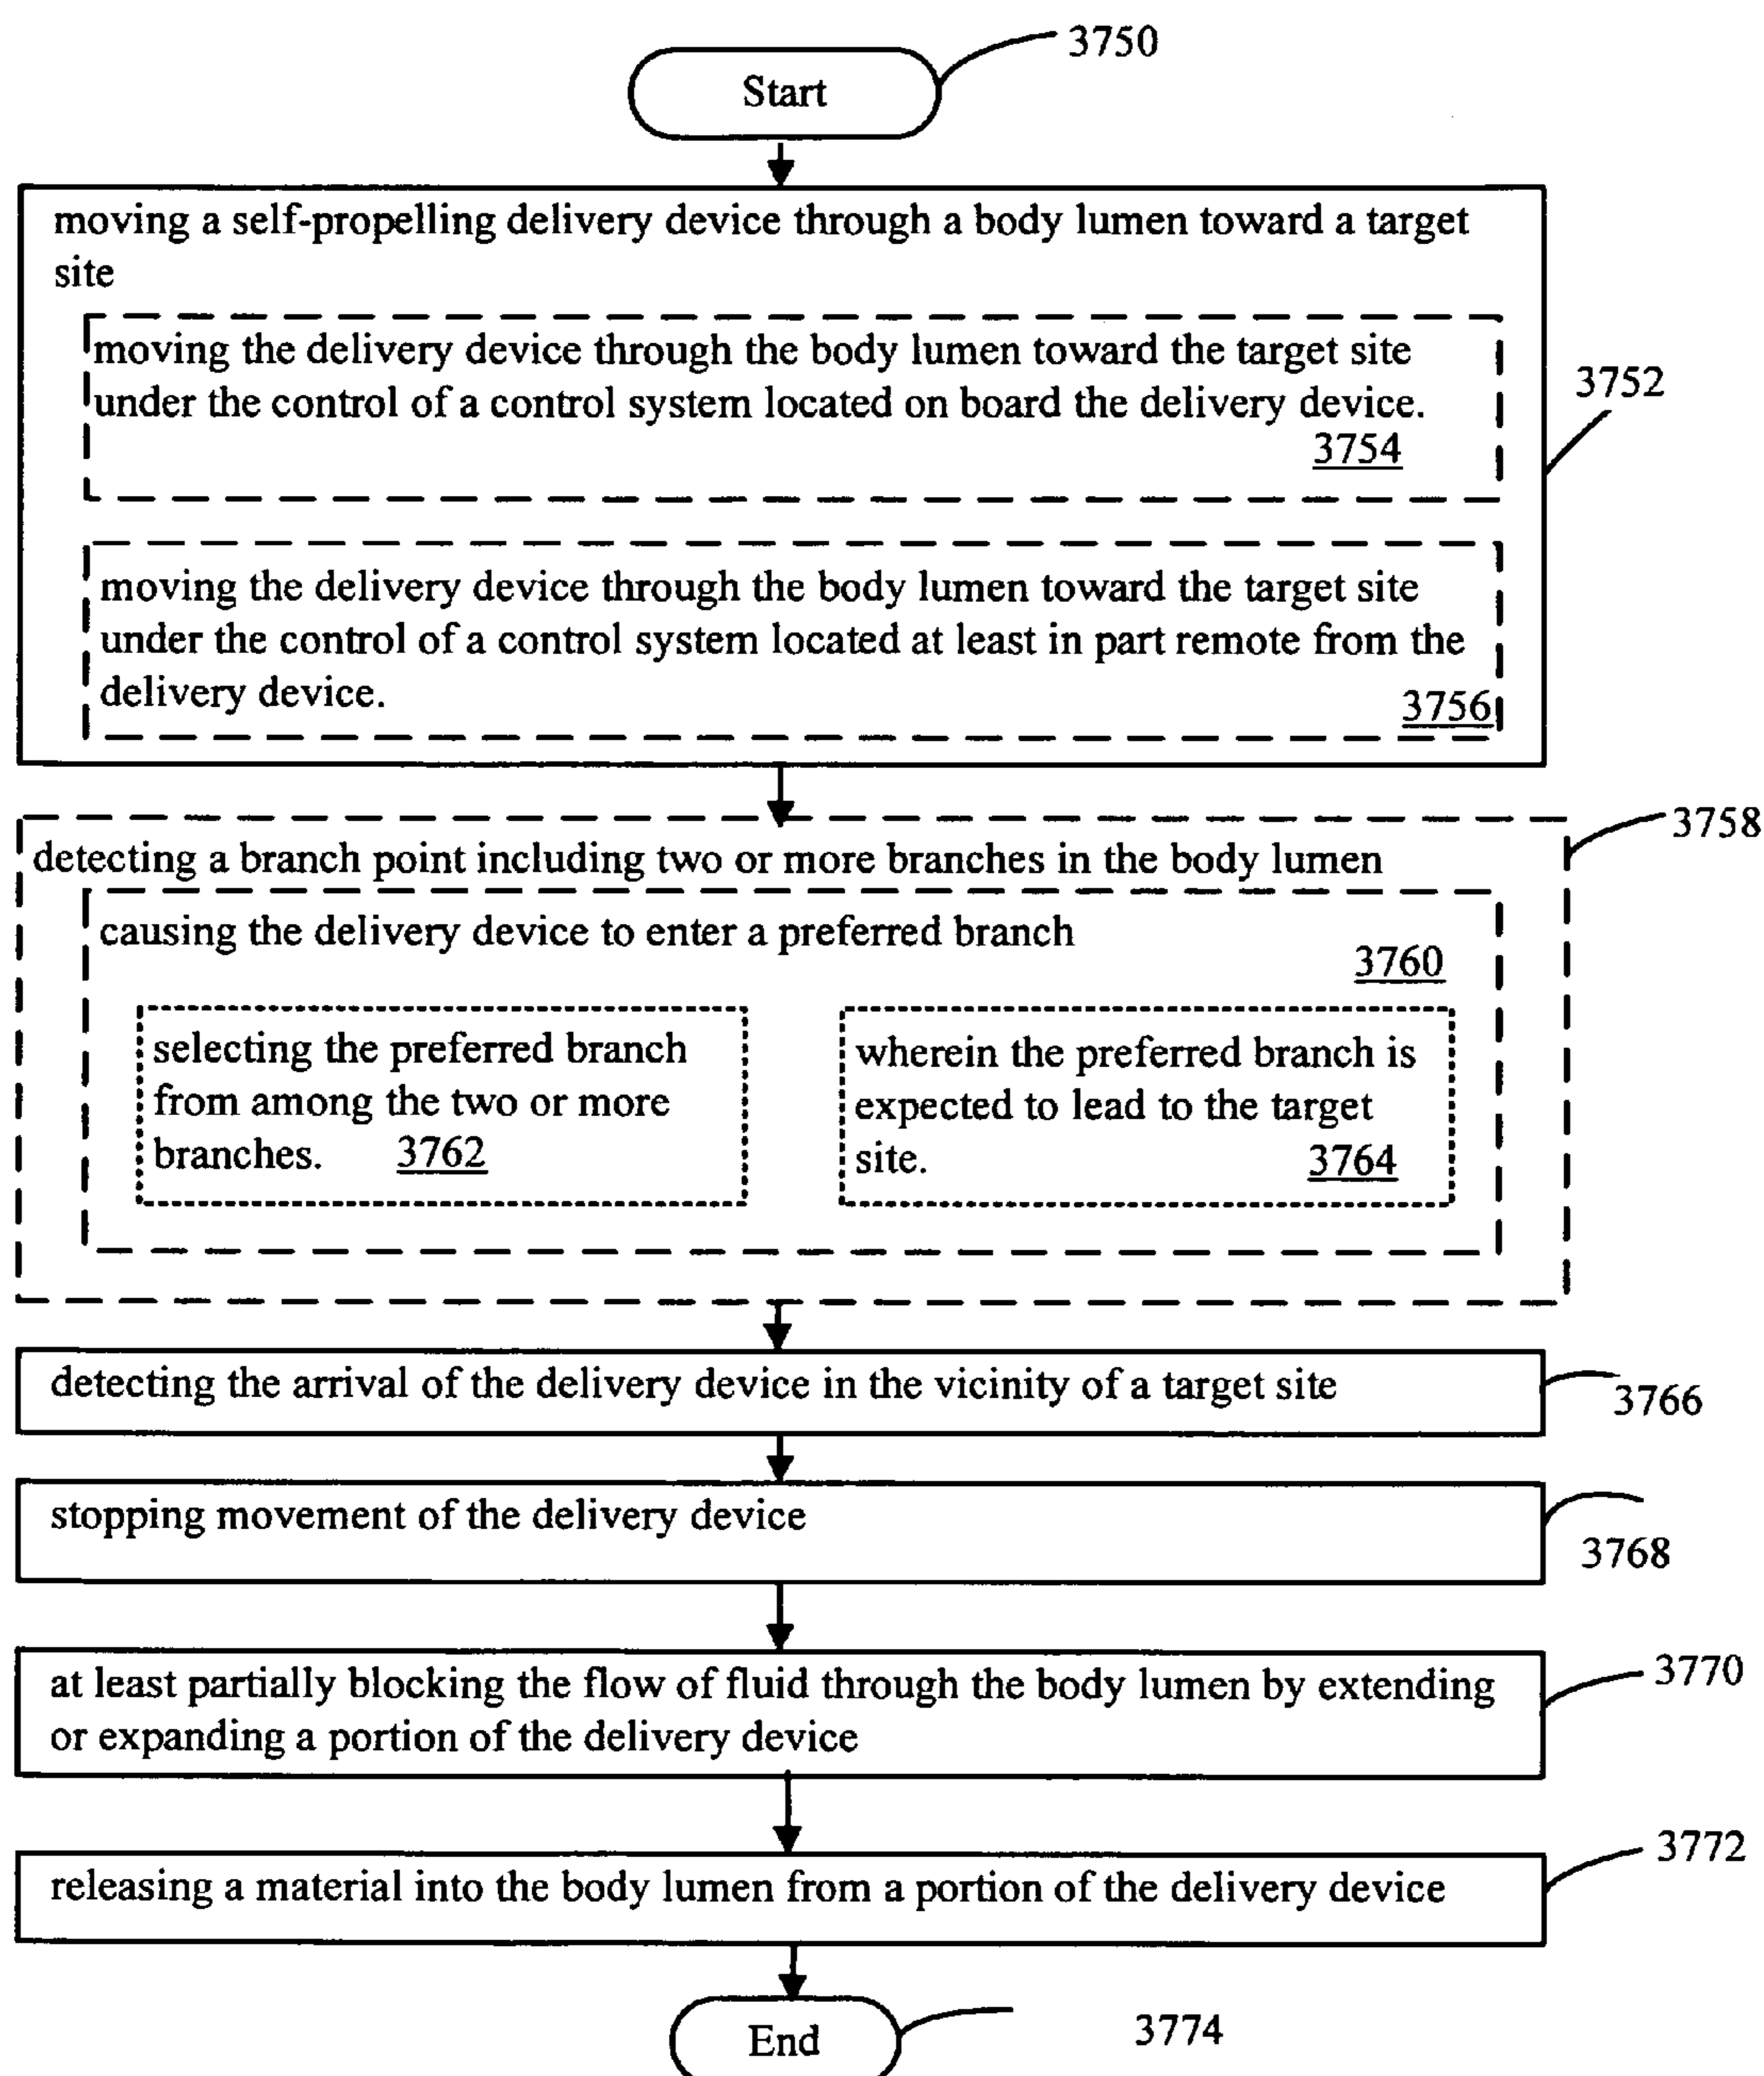 3750
Start
moving a self-propelling delivery device through a body lumen toward a target
site
moving the delivery device through the body lumen toward the target site
under the control of a control system located on board the delivery device.
3754
3752
moving the delivery device through the body lumen toward the target site
under the control of a control system located at least in part remote from the
delivery device.
3756
3758
detecting a branch point including two or more branches in the body lumen
causing the delivery device to enter a preferred branch
3760
selecting the preferred branch
from among the two or more
branches. 3762
wherein the preferred branch is
expected to lead to the target
site. 3764
detecting the arrival of the delivery device in the vicinity of a target site
3766
stopping movement of the delivery device
3768
at least partially blocking the flow of fluid through the body lumen by extending
or expanding a portion of the delivery device
3770
releasing a material into the body lumen from a portion of the delivery device
3772
End
3774